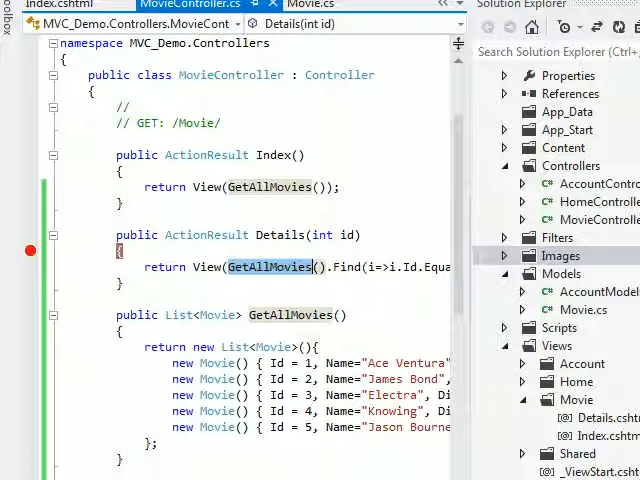 Index.cshtml
MovieController.cs
Movie.cs
Solution Explorer
MVC_Demo.Controllers.MovieCont
Details(int id)
Search Solution Explorer (Ctrl+
namespace MVC_Demo.Controllers
{
public class MovieController : Controller
{
//
// GET: /Movie/
public ActionResult Index()
{
return View(GetAllMovies());
}
public ActionResult Details(int id)
{
return View(GetAllMovies().Find(i=>i.Id.Equa
}
public List<Movie> GetAllMovies()
{
return new List<Movie>(){
new Movie() { Id = 1, Name="Ace Ventura"
new Movie() { Id = 2, Name="James Bond",
new Movie() { Id = 3, Name="Electra", Di
new Movie() { Id = 4, Name="Knowing", Di
new Movie() { Id = 5, Name="Jason Bourne
};
}
Properties
References
App_Data
App_Start
Content
Controllers
C# AccountContro
C# HomeController
C# MovieControlle
Filters
Images
Models
C# AccountModel
C# Movie.cs
Scripts
Views
Account
Home
Movie
Details.cshtm
Index.cshtm
Shared
_ViewStart.cshtm